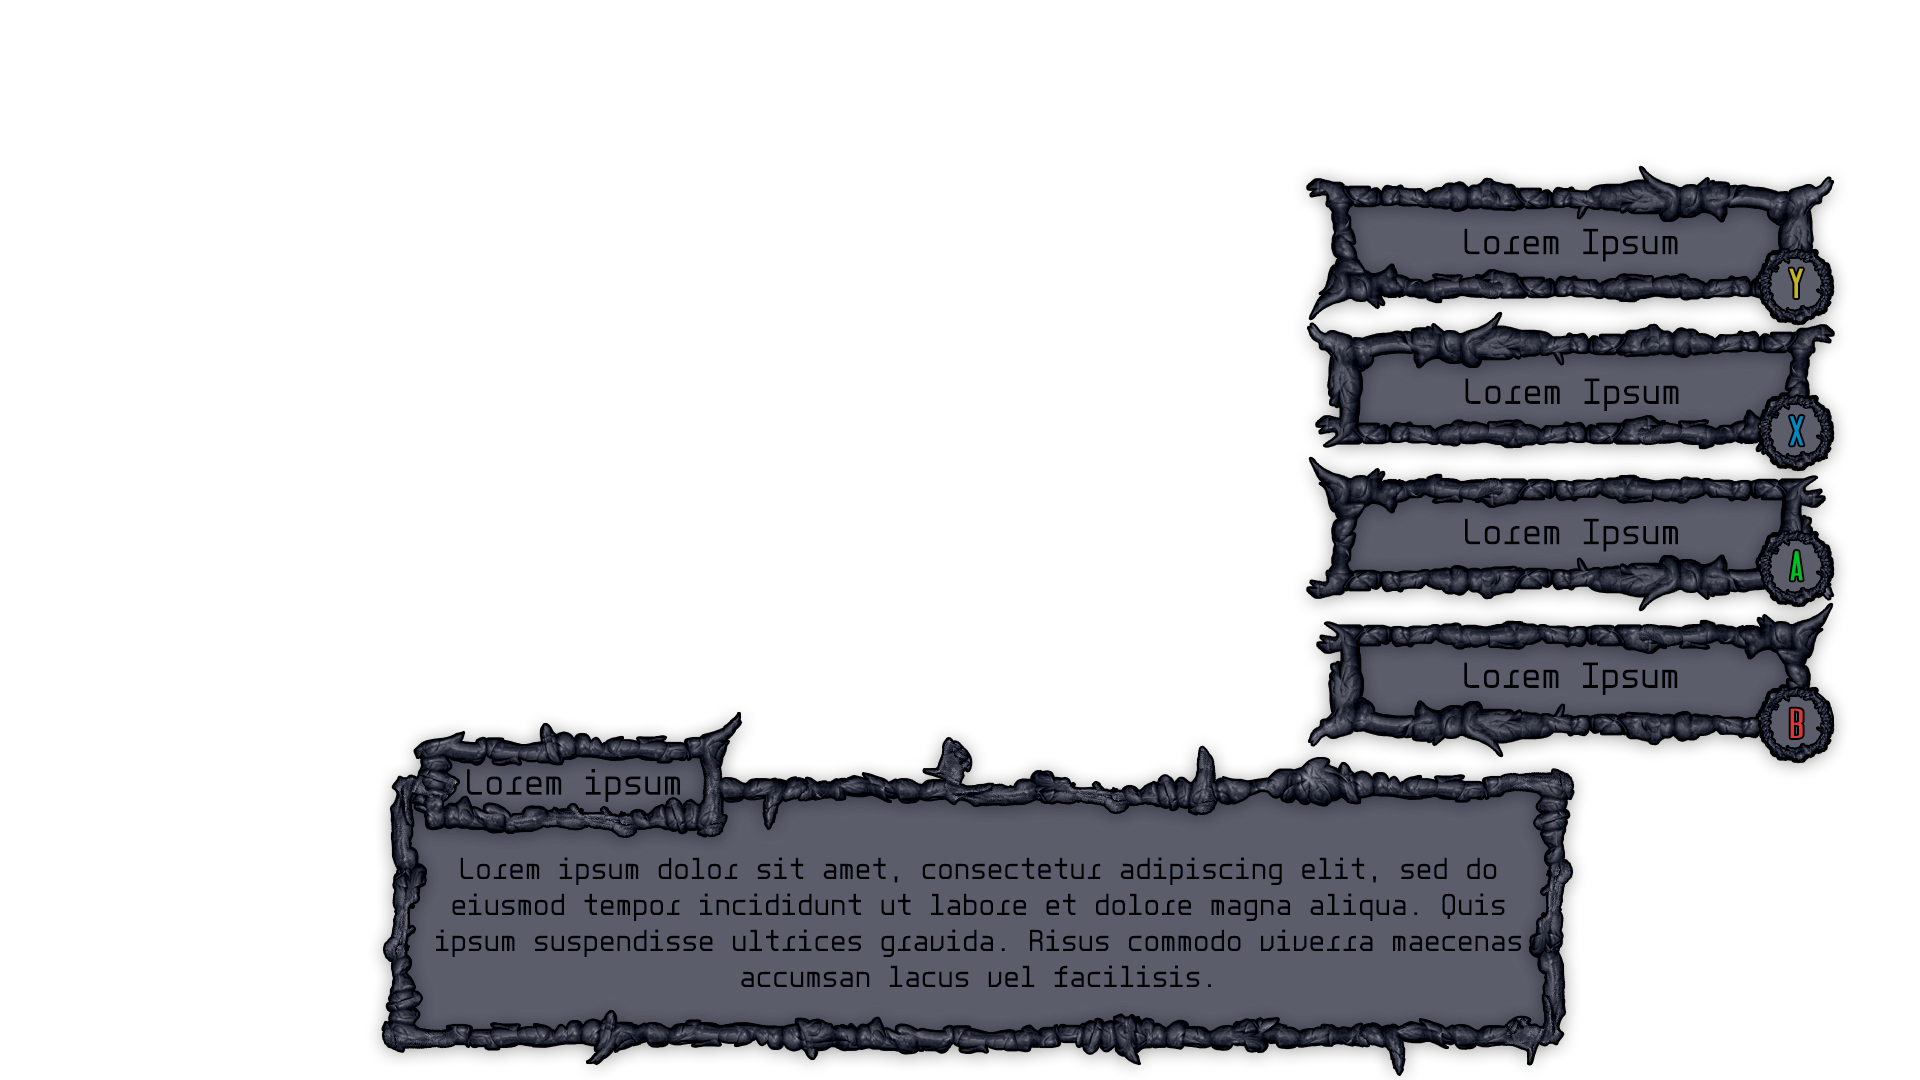 Lorem Ipsum
Y
Lorem Ipsum
X
Lorem Ipsum
A
Lorem Ipsum
B
Lorem ipsum
Lorem ipsum dolor sit amet, consectetur adipiscing elit, sed do
eiusmod tempor incididunt ut labore et dolore magna aliqua. Quis
ipsum suspendisse ultrices gravida. Risus commodo viverra maecenas
accumsan lacus vel facilisis.